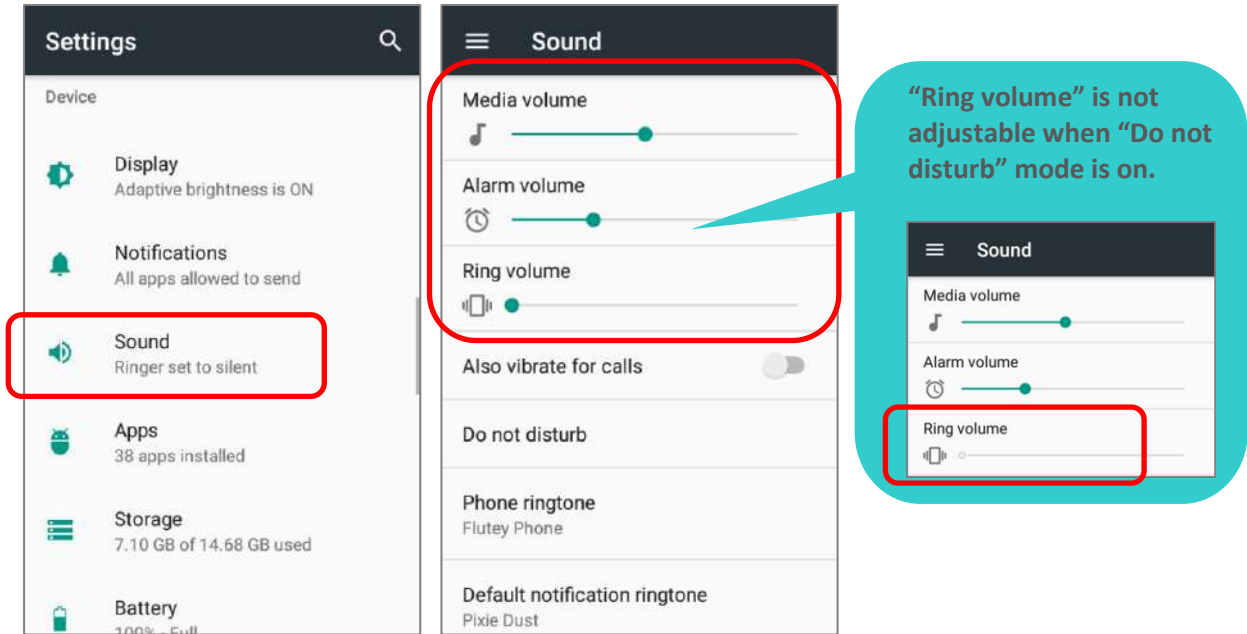 Settings
Device
Display
Adaptive brightness is ON
Notifications
All apps allowed to send
Sound
Ringer set to silent
Apps
38 apps installed
Storage
7.10 GB of 14.68 GB used
Battery
100% - Full
Sound
Media volume
Alarm volume
Ring volume
Also vibrate for calls
Do not disturb
Phone ringtone
Flutey Phone
Default notification ringtone
Pixie Dust
“Ring volume” is not
adjustable when “Do not
disturb” mode is on.
Sound
Media volume
Alarm volume
Ring volume